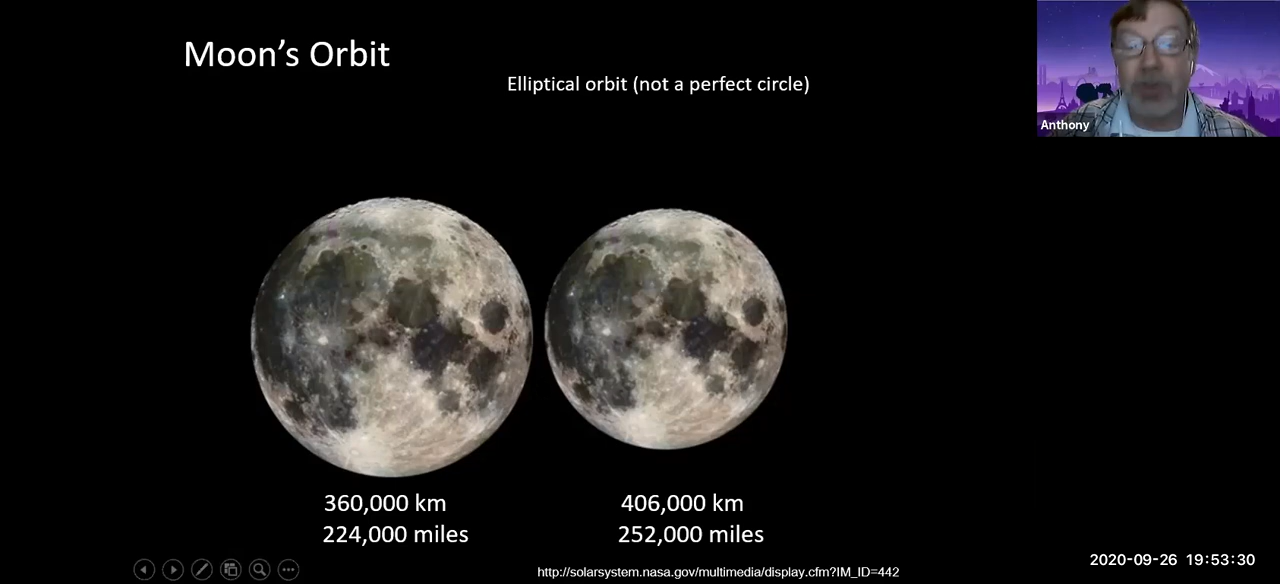 Moon’s Orbit
Elliptical orbit (not a perfect circle)
Anthony
360,000 km
224,000 miles
406,000 km
252,000 miles
http://solarsystem.nasa.gov/multimedia/display.cfm?IM_ID=442
2020-09-26 19:53:30